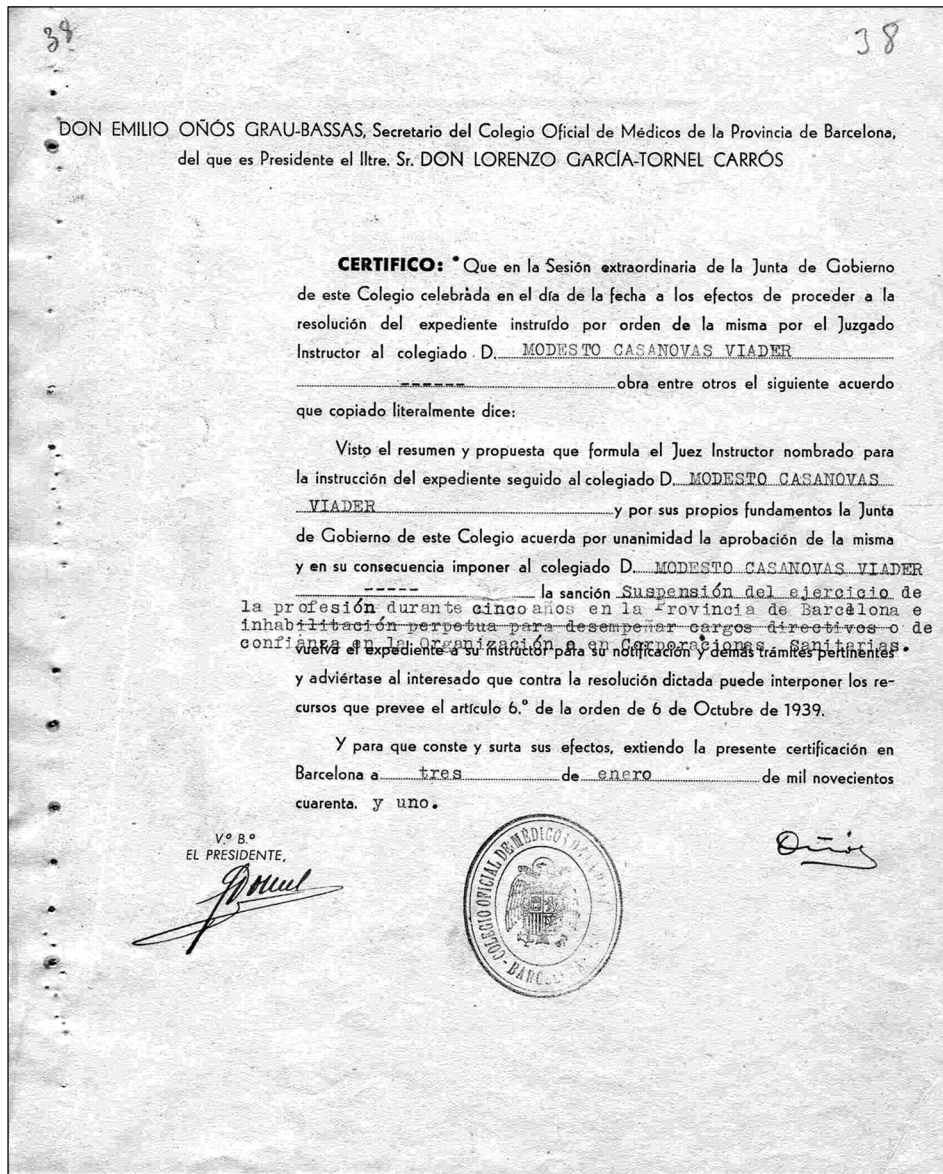 38 38
DON EMILIO OÑÓS GRAU-BASSAS, Secretario del Colegio Oficial de Médicos de la Provincia de Barcelona,
del que es Presidente el Iltre. Sr. DON LORENZO GARCÍA-TORNEL CARRÓS
CERTIFICO: Que en la Sesión extraordinaria de la Junta de Gobierno
de este Colegio celebrada en el día de la fecha a los efectos de proceder a la
resolución del expediente instruído por orden de la misma por el Juzgado
Instructor al colegiado D. MODESTO CASANOVAS VIADER
------ obra entre otros el siguiente acuerdo
que copiado literalmente dice:
Visto el resumen y propuesta que formula el Juez Instructor nombrado para
la instrucción del expediente seguido al colegiado D. MODESTO CASANOVAS
VIADER y por sus propios fundamentos la Junta
de Gobierno de este Colegio acuerda por unanimidad la aprobación de la misma
y en su consecuencia imponer al colegiado D. MODESTO CASANOVAS VIADER
----- la sanción Suspensión del ejercicio de
la profesión durante cinco años en la Provincia de Barcelona e
inhabilitación perpetua para desempeñar cargos directivos o de
confianza en la Organización o en Corporaciones Sanitarias.
vuelva el expediente a su instructor para su notificación y demás trámites pertinentes
y adviértase al interesado que contra la resolución dictada puede interponer los re-
cursos que prevee el artículo 6.º de la orden de 6 de Octubre de 1939.
Y para que conste y surta sus efectos, extiendo la presente certificación en
Barcelona a tres de enero de mil novecientos
cuarenta. y uno.
V.º B.º
EL PRESIDENTE,
Oñós
COLEGIO OFICIAL DE MÉDICOS